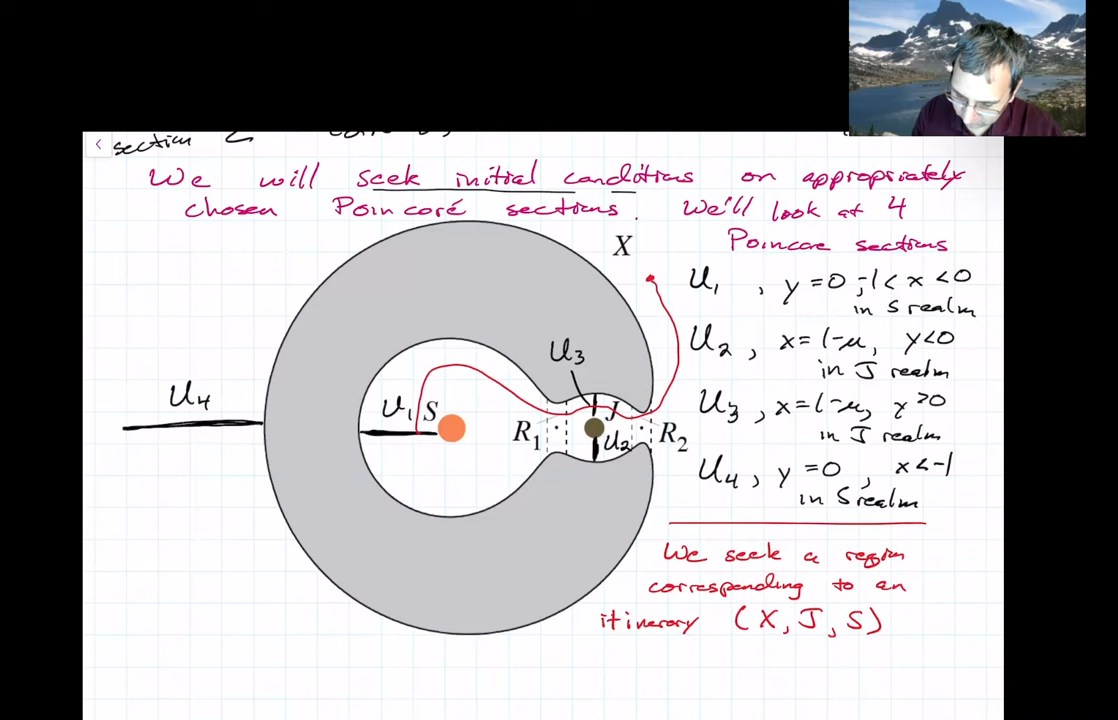 section Σ
We will seek initial conditions on appropriately
chosen Poincaré sections. We'll look at 4
Poincare sections
X
U₁, y=0, -1<x<0
in S realm
U₂, x=1-μ, y<0
in J realm
U₃, x=1-μ, y>0
in J realm
U₄, y=0, x<-1
in S realm
U₃
U₄
U₁ S
J
R₁
U₂
R₂
We seek a region
corresponding to an
itinerary (X, J, S)